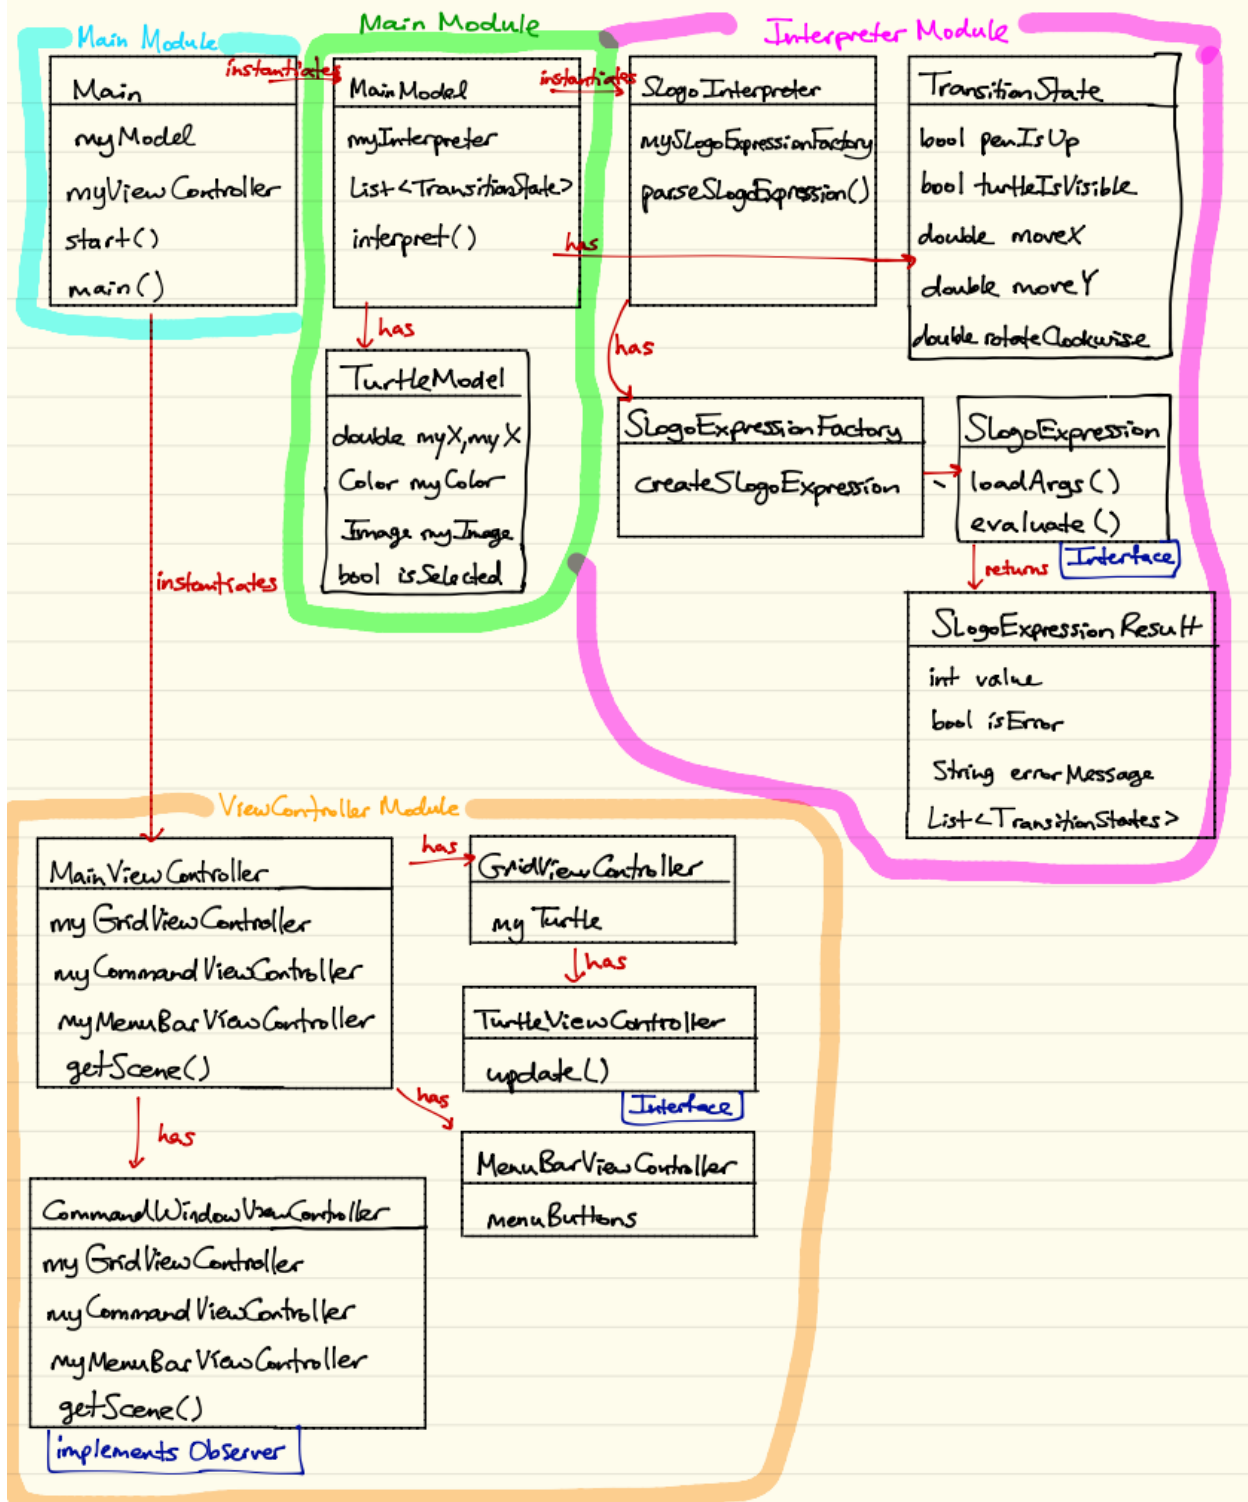 Main Module
Main
myModel
myViewController
start()
main()
instantiates
instantiates
Main Module
MainModel
myInterpreter
List<TransitionState>
interpret()
instantiates
has
has
TurtleModel
double myX, myX
Color myColor
Image myImage
bool isSelected
Interpreter Module
SlogoInterpreter
mySLogoExpressionFactory
parseSLogoExpression()
has
TransitionState
bool penIsUp
bool turtleIsVisible
double moveX
double moveY
double rotateClockwise
SLogoExpressionFactory
createSLogoExpression
SLogoExpression
loadArgs()
evaluate()
Interface
returns
SLogoExpressionResult
int value
bool isError
String errorMessage
List<TransitionStates>
ViewController Module
MainViewController
myGridViewController
myCommandViewController
myMenuBarViewController
getScene()
has
has
has
GridViewController
myTurtle
has
TurtleViewController
update()
Interface
MenuBarViewController
menuButtons
CommandWindowViewController
myGridViewController
myCommandViewController
myMenuBarViewController
getScene()
implements Observer